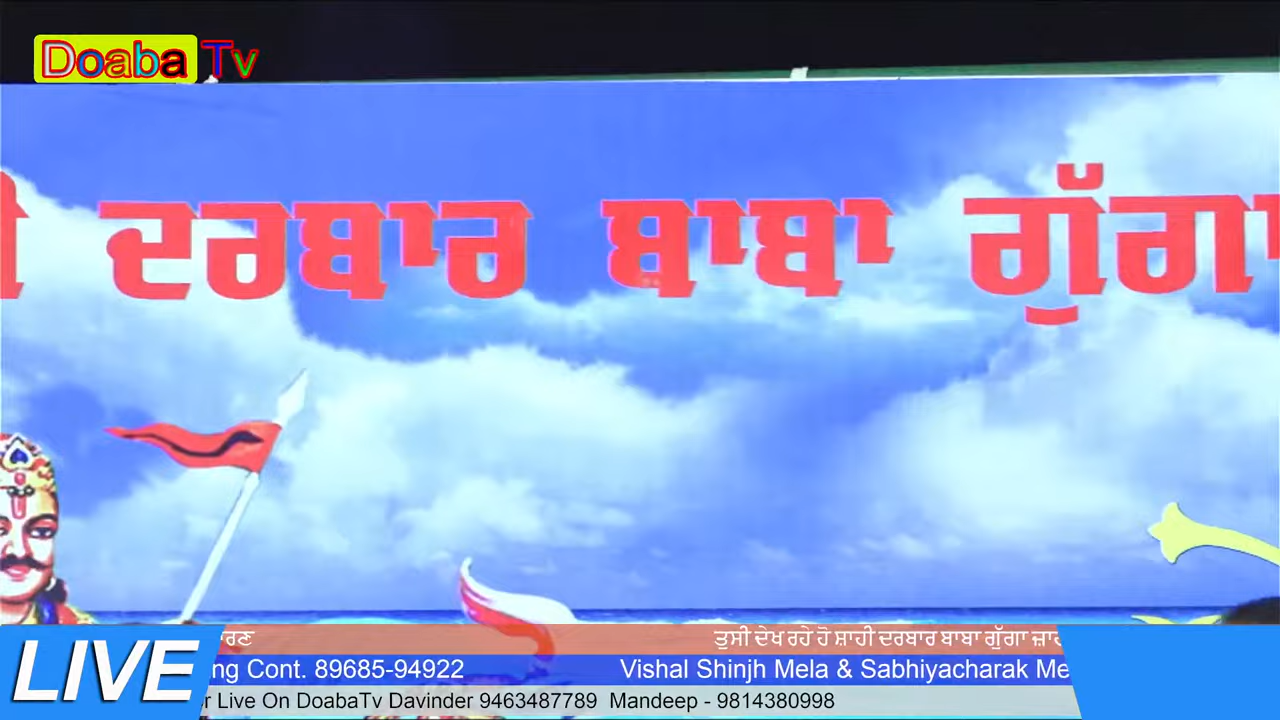 Doaba Tv
ਦਰਬਾਰ ਬਾਬਾ ਗੁੱਗਾ
ਤੁਸੀ ਦੇਖ ਰਹੇ ਹੋ ਸ਼ਾਹੀ ਦਰਬਾਰ ਬਾਬਾ ਗੁੱਗਾ
LIVE
Cont. 89685-94922 Vishal Shinjh Mela & Sabhiyacharak
Live On DoabaTv Davinder 9463487789 Mandeep - 9814380998